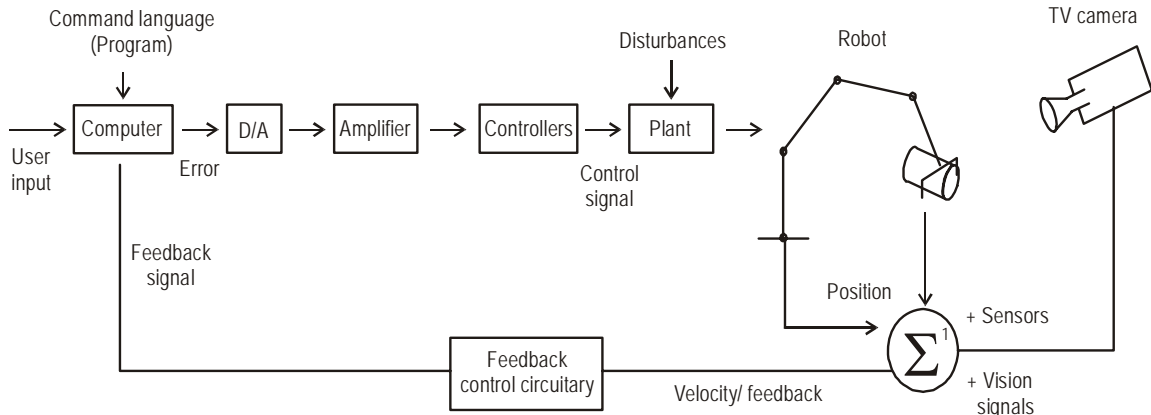 Command language
(Program)
TV camera
Disturbances
Robot
Computer
D/A
Amplifier
Controllers
Plant
User
input
Error
Control
signal
Feedback
signal
Position
+ Sensors
Σ 1
Feedback
control circuitary
Velocity/ feedback
+ Vision
signals